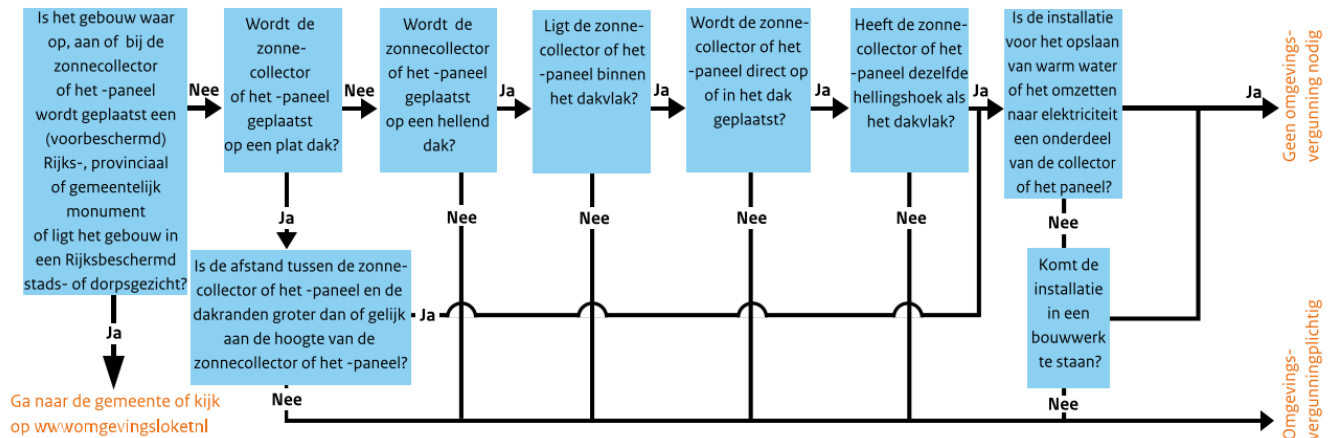 Is het gebouw waar
op, aan of bij de
zonnecollector
of het -paneel
wordt geplaatst een
(voorbeschermd)
Rijks-, provinciaal
of gemeentelijk
monument
of ligt het gebouw in
een Rijksbeschermd
stads- of dorpsgezicht?
Nee
Wordt de
zonne-
collector
of het -paneel
geplaatst
op een plat dak?
Nee
Wordt de
zonnecollector
of het -paneel
geplaatst
op een hellend
dak?
Ja
Ligt de zonne-
collector of het
-paneel binnen
het dakvlak?
Ja
Wordt de zonne-
collector of het
-paneel direct op
of in het dak
geplaatst?
Ja
Heeft de zonne-
collector of het
-paneel dezelfde
hellingshoek als
het dakvlak?
Ja
Is de installatie
voor het opslaan
van warm water
of het omzetten
naar elektriciteit
een onderdeel
van de collector
of het paneel?
Ja
Geen omgevings-
vergunning nodig
Ja
Nee
Nee
Nee
Nee
Nee
Is de afstand tussen de zonne-
collector of het -paneel en de
dakranden groter dan of gelijk
aan de hoogte van de
zonnecollector of het -paneel?
Ja
Komt de
installatie
in een
bouwwerk
te staan?
Ja
Nee
Nee
Ga naar de gemeente of kijk
op wwwomgevingsloketnl
Omgevings-
vergunningplichtig